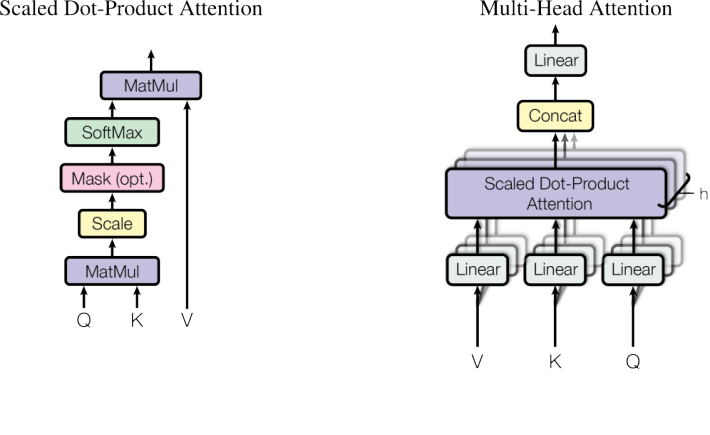 Scaled Dot-Product Attention
MatMul
SoftMax
Mask (opt.)
Scale
MatMul
Q K V
Multi-Head Attention
Linear
Concat
Scaled Dot-Product
Attention
h
Linear Linear Linear
V K Q